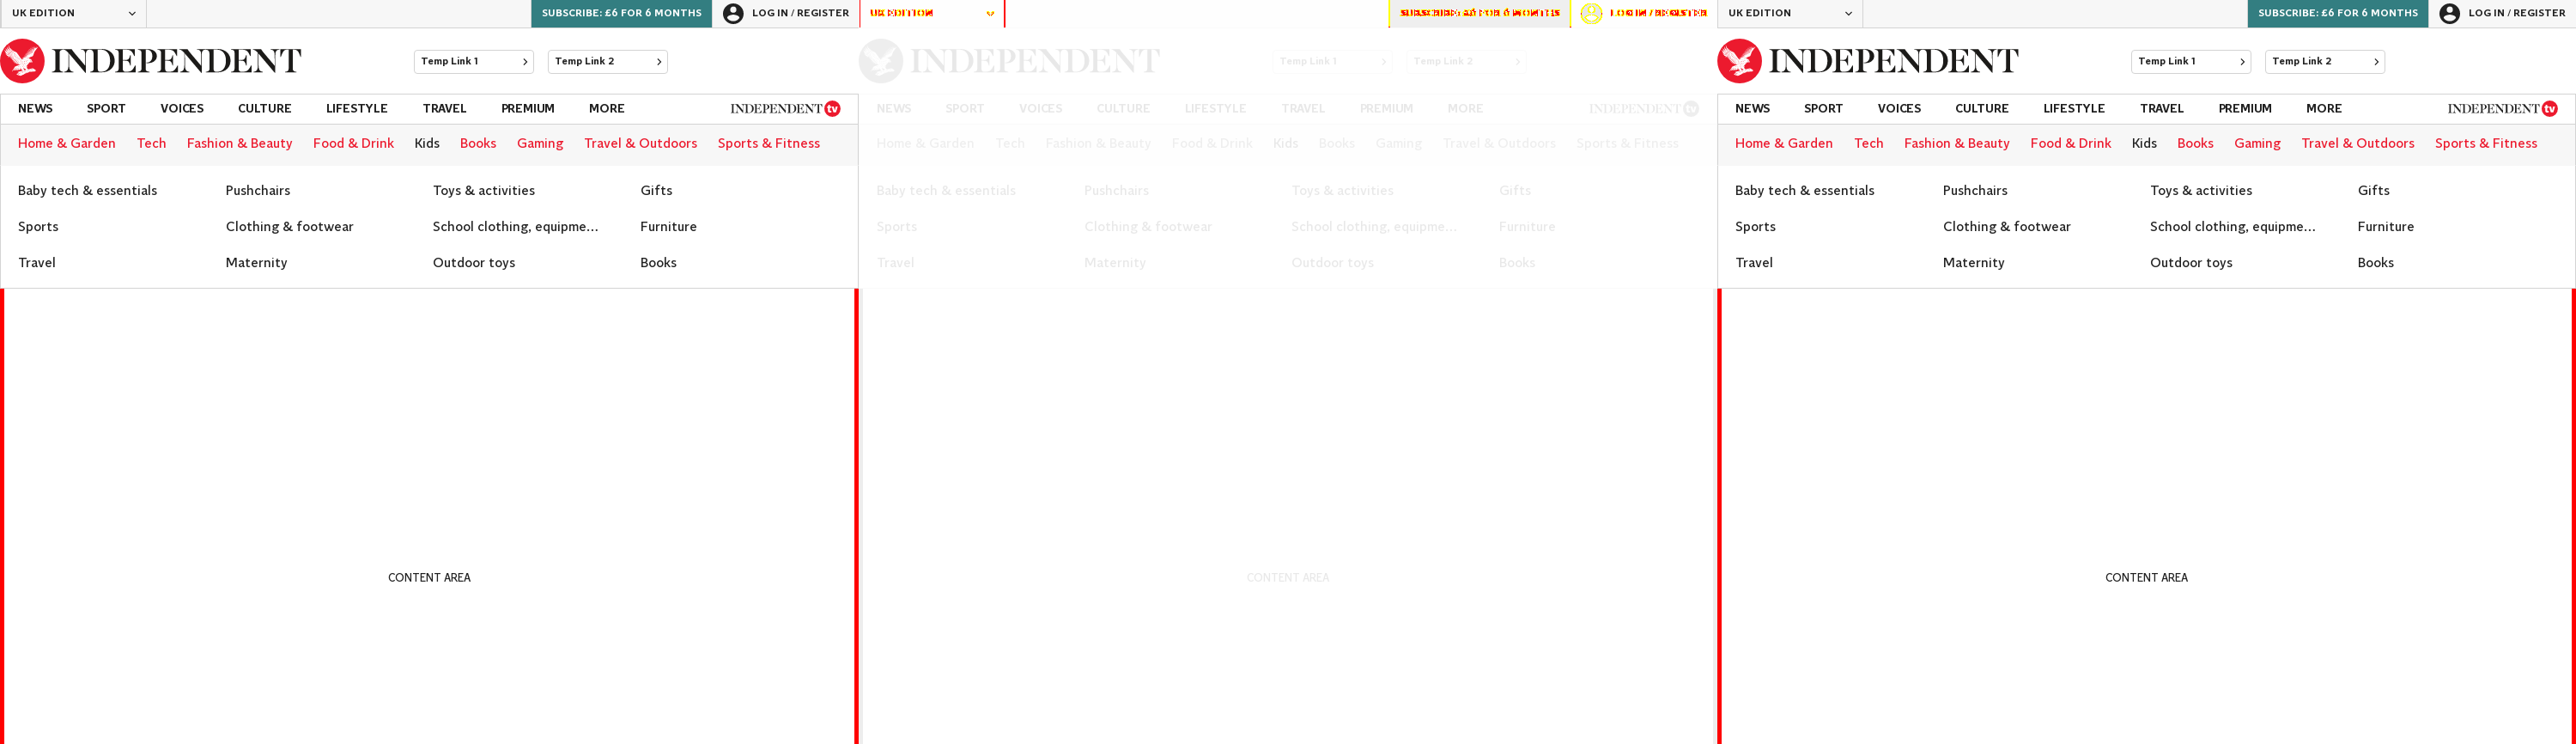 UK EDITION SUBSCRIBE: £6 FOR 6 MONTHS LOG IN / REGISTER
INDEPENDENT Temp Link 1 Temp Link 2
NEWS SPORT VOICES CULTURE LIFESTYLE TRAVEL PREMIUM MORE INDEPENDENT tv
Home & Garden Tech Fashion & Beauty Food & Drink Kids Books Gaming Travel & Outdoors Sports & Fitness
Baby tech & essentials Pushchairs Toys & activities Gifts
Sports Clothing & footwear School clothing, equipme... Furniture
Travel Maternity Outdoor toys Books
CONTENT AREA
UK EDITION SUBSCRIBE: £6 FOR 6 MONTHS LOG IN / REGISTER
INDEPENDENT Temp Link 1 Temp Link 2
NEWS SPORT VOICES CULTURE LIFESTYLE TRAVEL PREMIUM MORE INDEPENDENT tv
Home & Garden Tech Fashion & Beauty Food & Drink Kids Books Gaming Travel & Outdoors Sports & Fitness
Baby tech & essentials Pushchairs Toys & activities Gifts
Sports Clothing & footwear School clothing, equipme... Furniture
Travel Maternity Outdoor toys Books
CONTENT AREA
UK EDITION SUBSCRIBE: £6 FOR 6 MONTHS LOG IN / REGISTER
INDEPENDENT Temp Link 1 Temp Link 2
NEWS SPORT VOICES CULTURE LIFESTYLE TRAVEL PREMIUM MORE INDEPENDENT tv
Home & Garden Tech Fashion & Beauty Food & Drink Kids Books Gaming Travel & Outdoors Sports & Fitness
Baby tech & essentials Pushchairs Toys & activities Gifts
Sports Clothing & footwear School clothing, equipme... Furniture
Travel Maternity Outdoor toys Books
CONTENT AREA